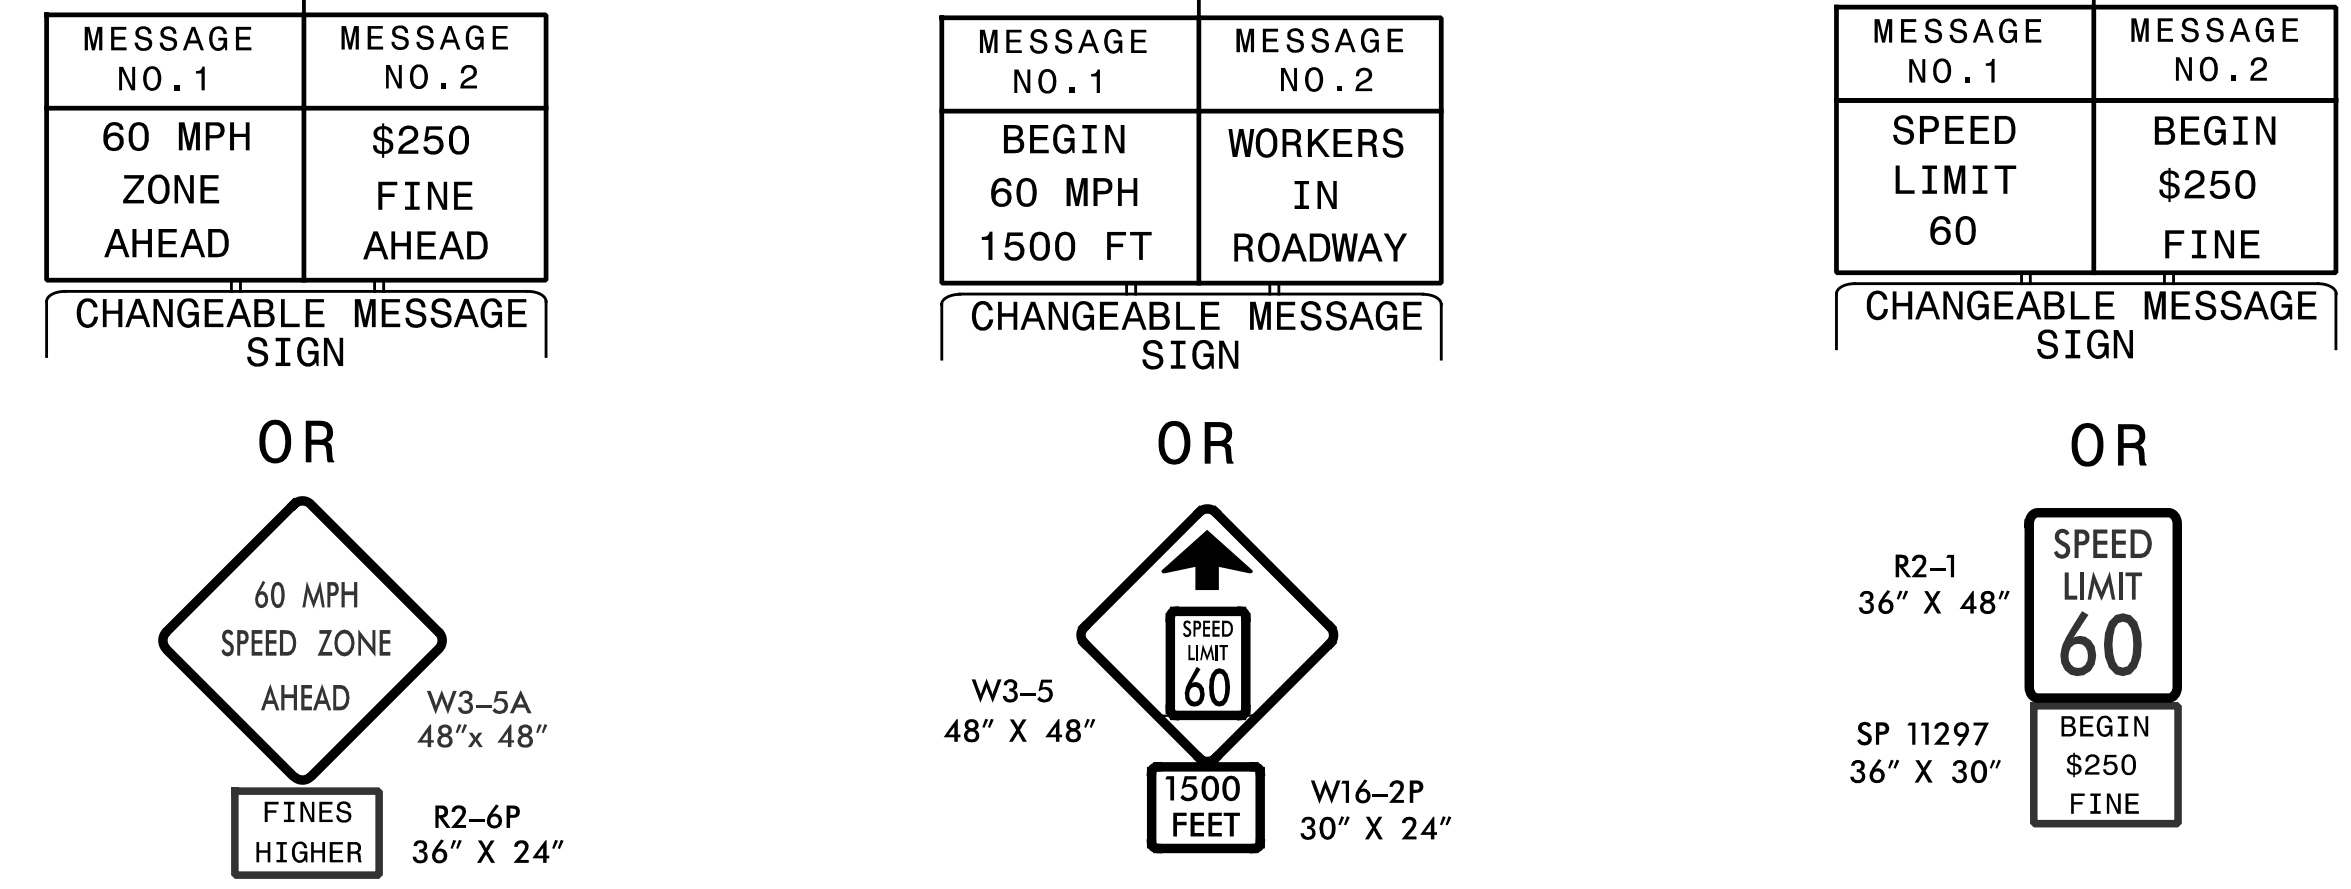 MESSAGE
NO.1
MESSAGE
NO.2
60 MPH
ZONE
AHEAD
$250
FINE
AHEAD
CHANGEABLE MESSAGE
SIGN
OR
60 MPH
SPEED ZONE
AHEAD
W3-5A
48"x 48"
FINES
HIGHER
R2-6P
36" X 24"
MESSAGE
NO.1
MESSAGE
NO.2
BEGIN
60 MPH
1500 FT
WORKERS
IN
ROADWAY
CHANGEABLE MESSAGE
SIGN
OR
SPEED
LIMIT
60
W3-5
48" X 48"
1500
FEET
W16-2P
30" X 24"
MESSAGE
NO.1
MESSAGE
NO.2
SPEED
LIMIT
60
BEGIN
$250
FINE
CHANGEABLE MESSAGE
SIGN
OR
R2-1
36" X 48"
SPEED
LIMIT
60
SP 11297
36" X 30"
BEGIN
$250
FINE